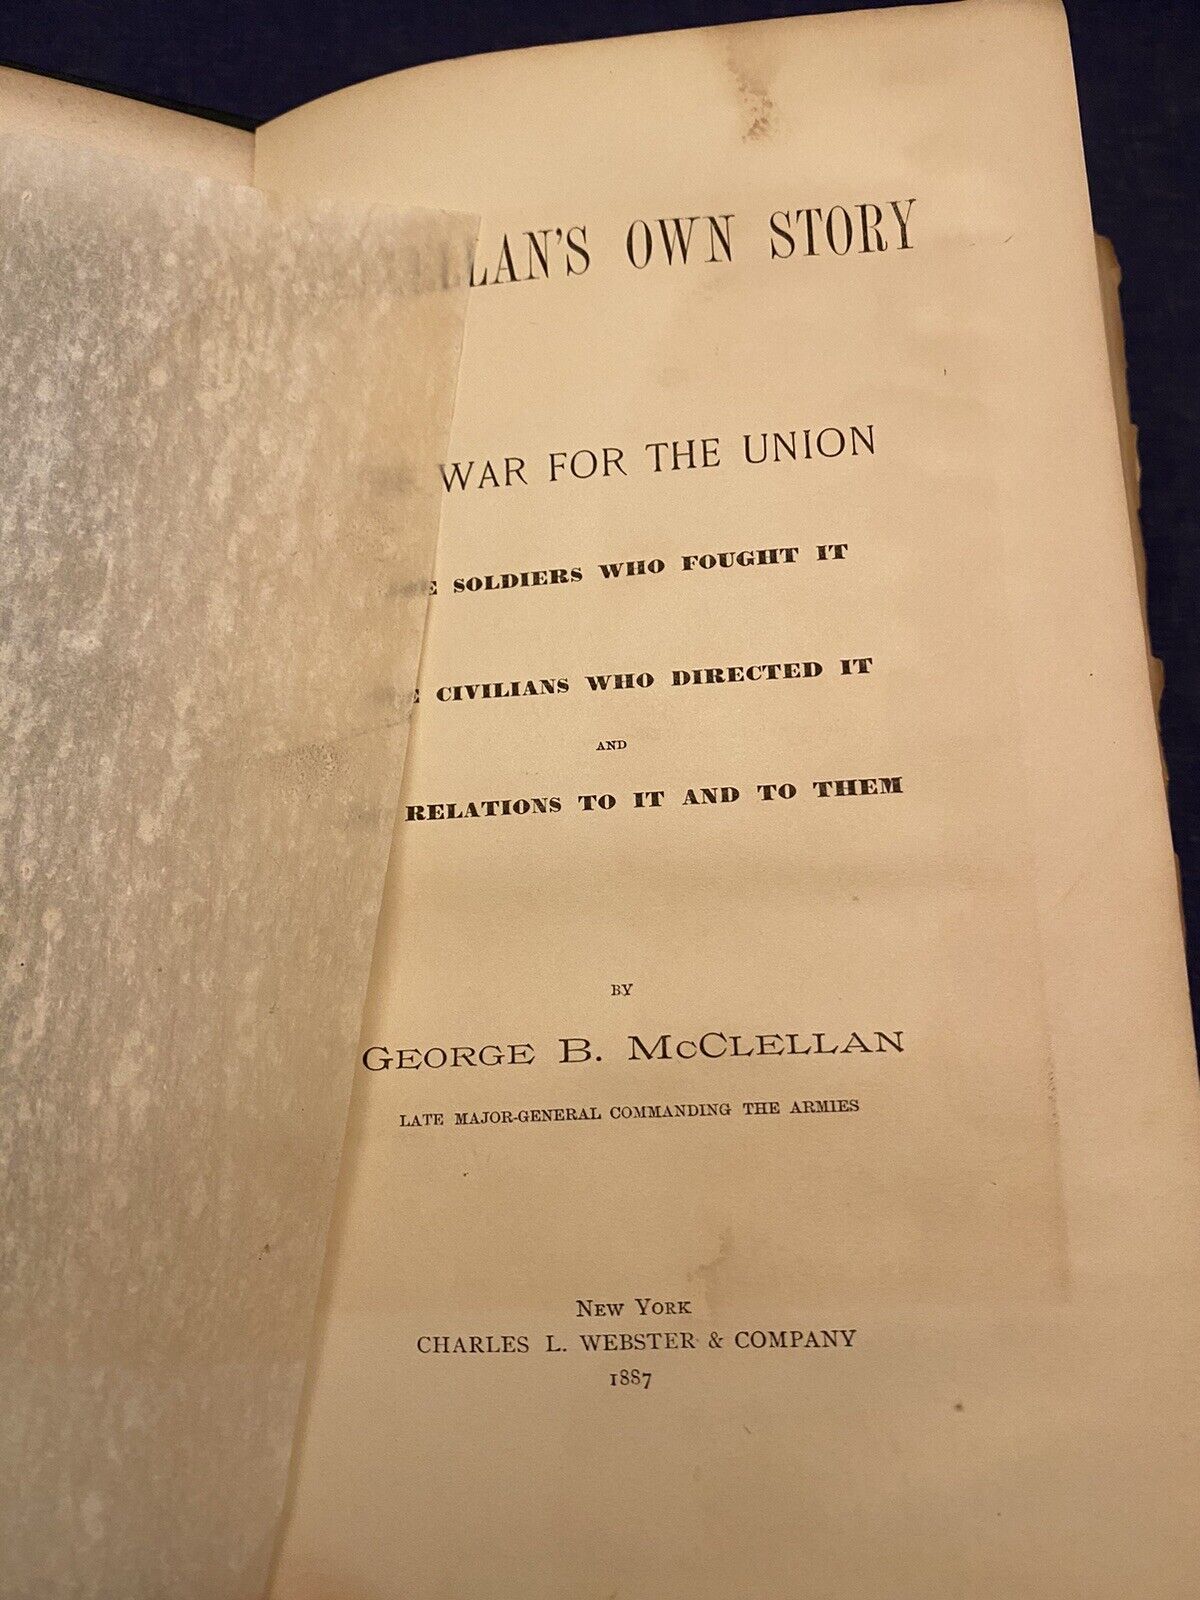 LLAN'S OWN STORY
WAR FOR THE UNION
SOLDIERS WHO FOUGHT IT
CIVILIANS WHO DIRECTED IT
AND
RELATIONS TO IT AND TO THEM
BY
GEORGE B. McCLELLAN
LATE MAJOR-GENERAL COMMANDING THE ARMIES
NEW YORK
CHARLES L. WEBSTER & COMPANY
1887